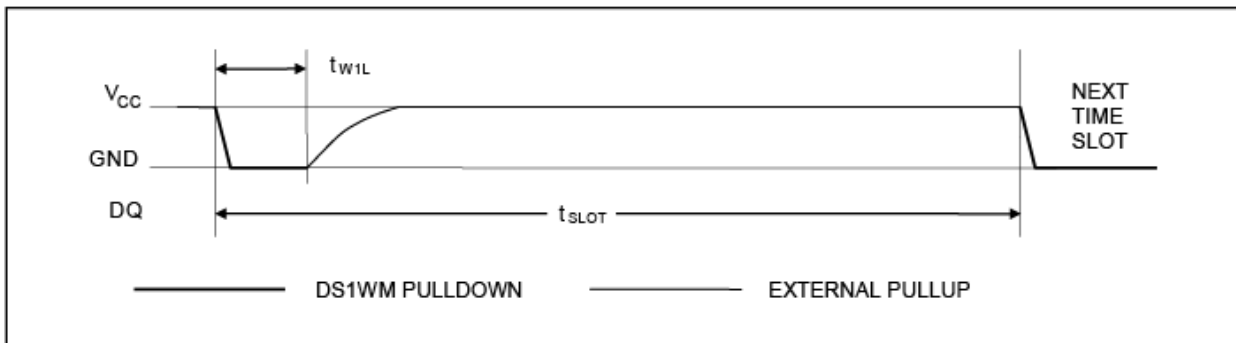 tW1L
VCC
NEXT
TIME
SLOT
GND
DQ
tSLOT
DS1WM PULLDOWN
EXTERNAL PULLUP